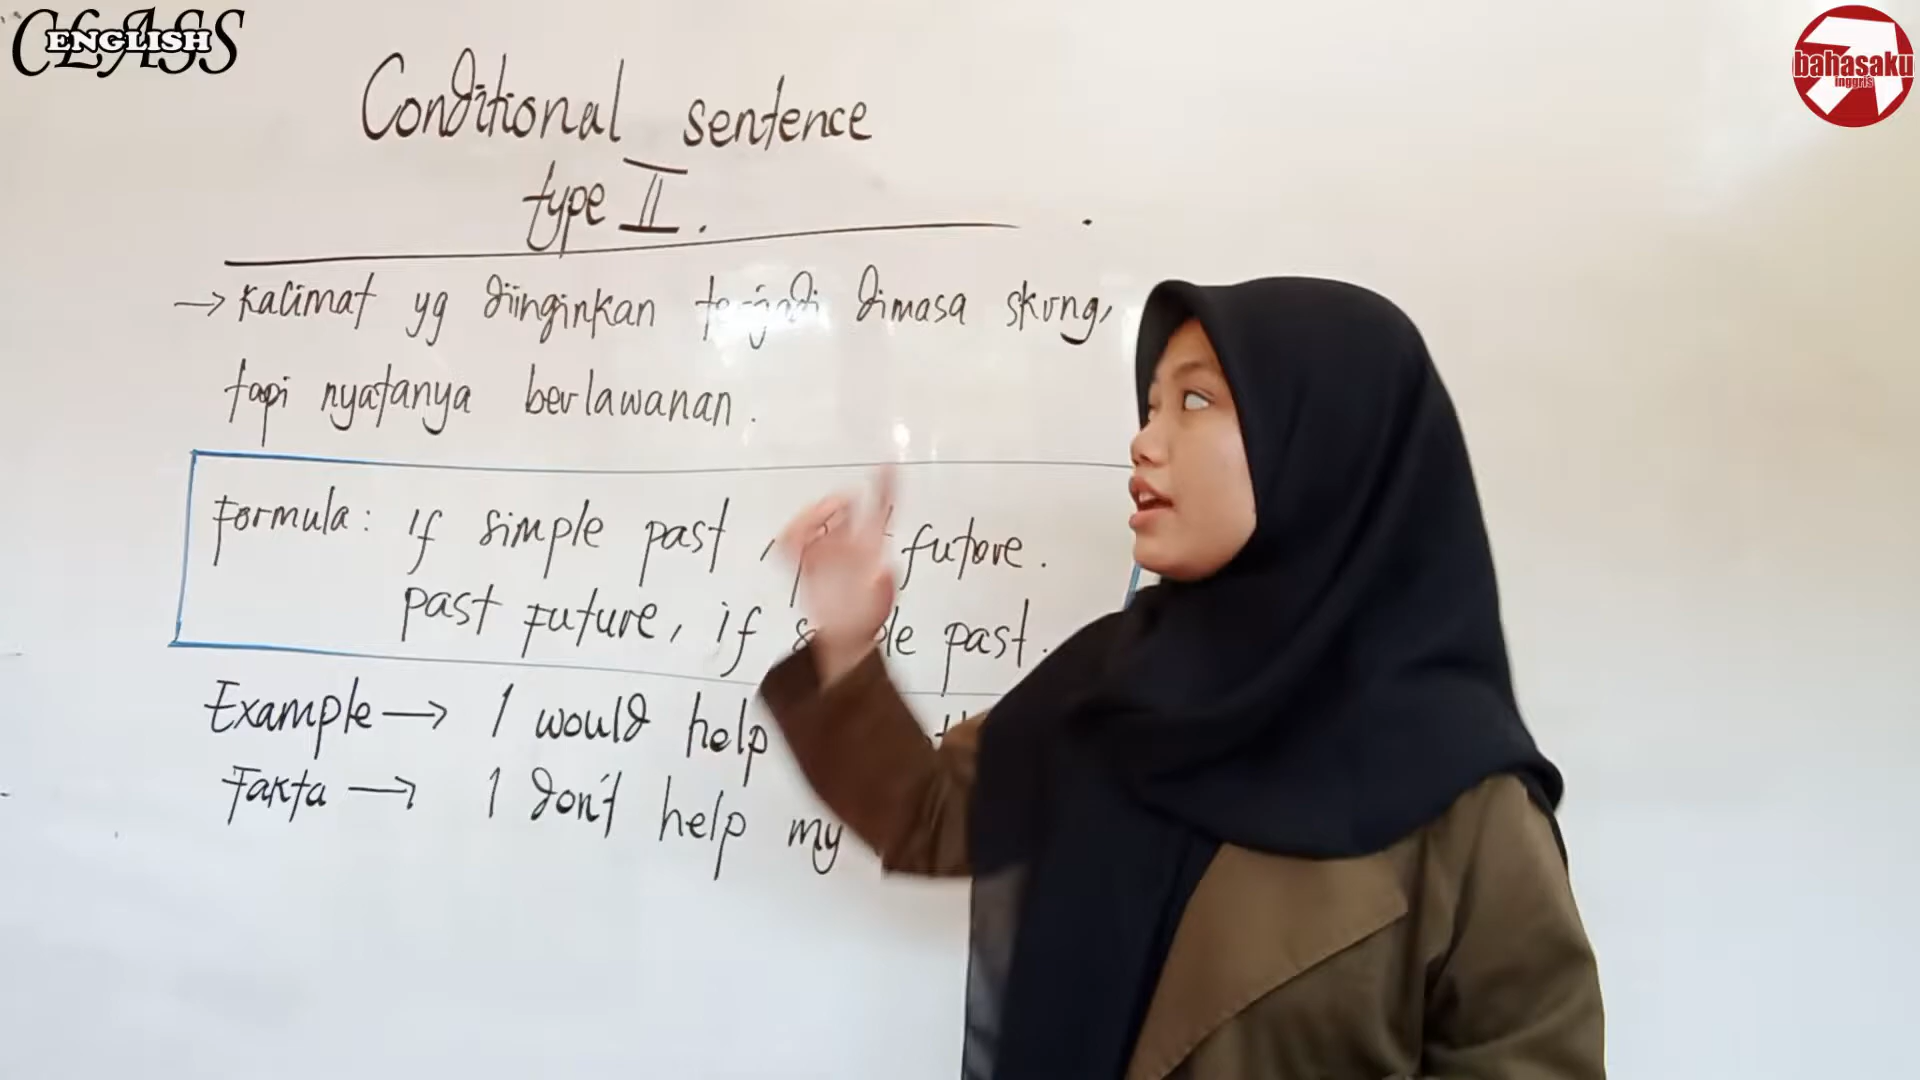 CLASS
ENGLISH
bahasaku
inggris
Conditional sentence
type II.
→ kalimat yg diinginkan terjadi dimasa skrng,
tapi nyatanya berlawanan.
Formula: if simple past, future.
past future, if past.
Example → I would help
Fakta → I don't help my